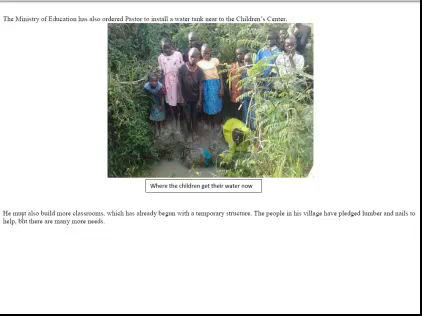 The Ministry of Education has also ordered Pastor to install a water tank near to the Children's Center.
Where the children get their water now
He must also build more classrooms, which has already begun with a temporary structure. The people in his village have pledged lumber and nails to
help, but there are many more needs.